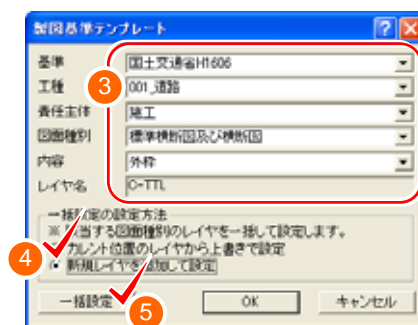 製図基準テンプレート
基準 国土交通省H1606
工種 001_道路
責任主体 施工
図面種別 標準横断図及び横断図
内容 外枠
レイヤ名 C-TTL
3
一括設定の設定方法
※ 該当する図面種別のレイヤを一括して設定します。
カレント位置のレイヤから上書きで設定
新規レイヤを追加して設定
4
一括設定 OK キャンセル
5